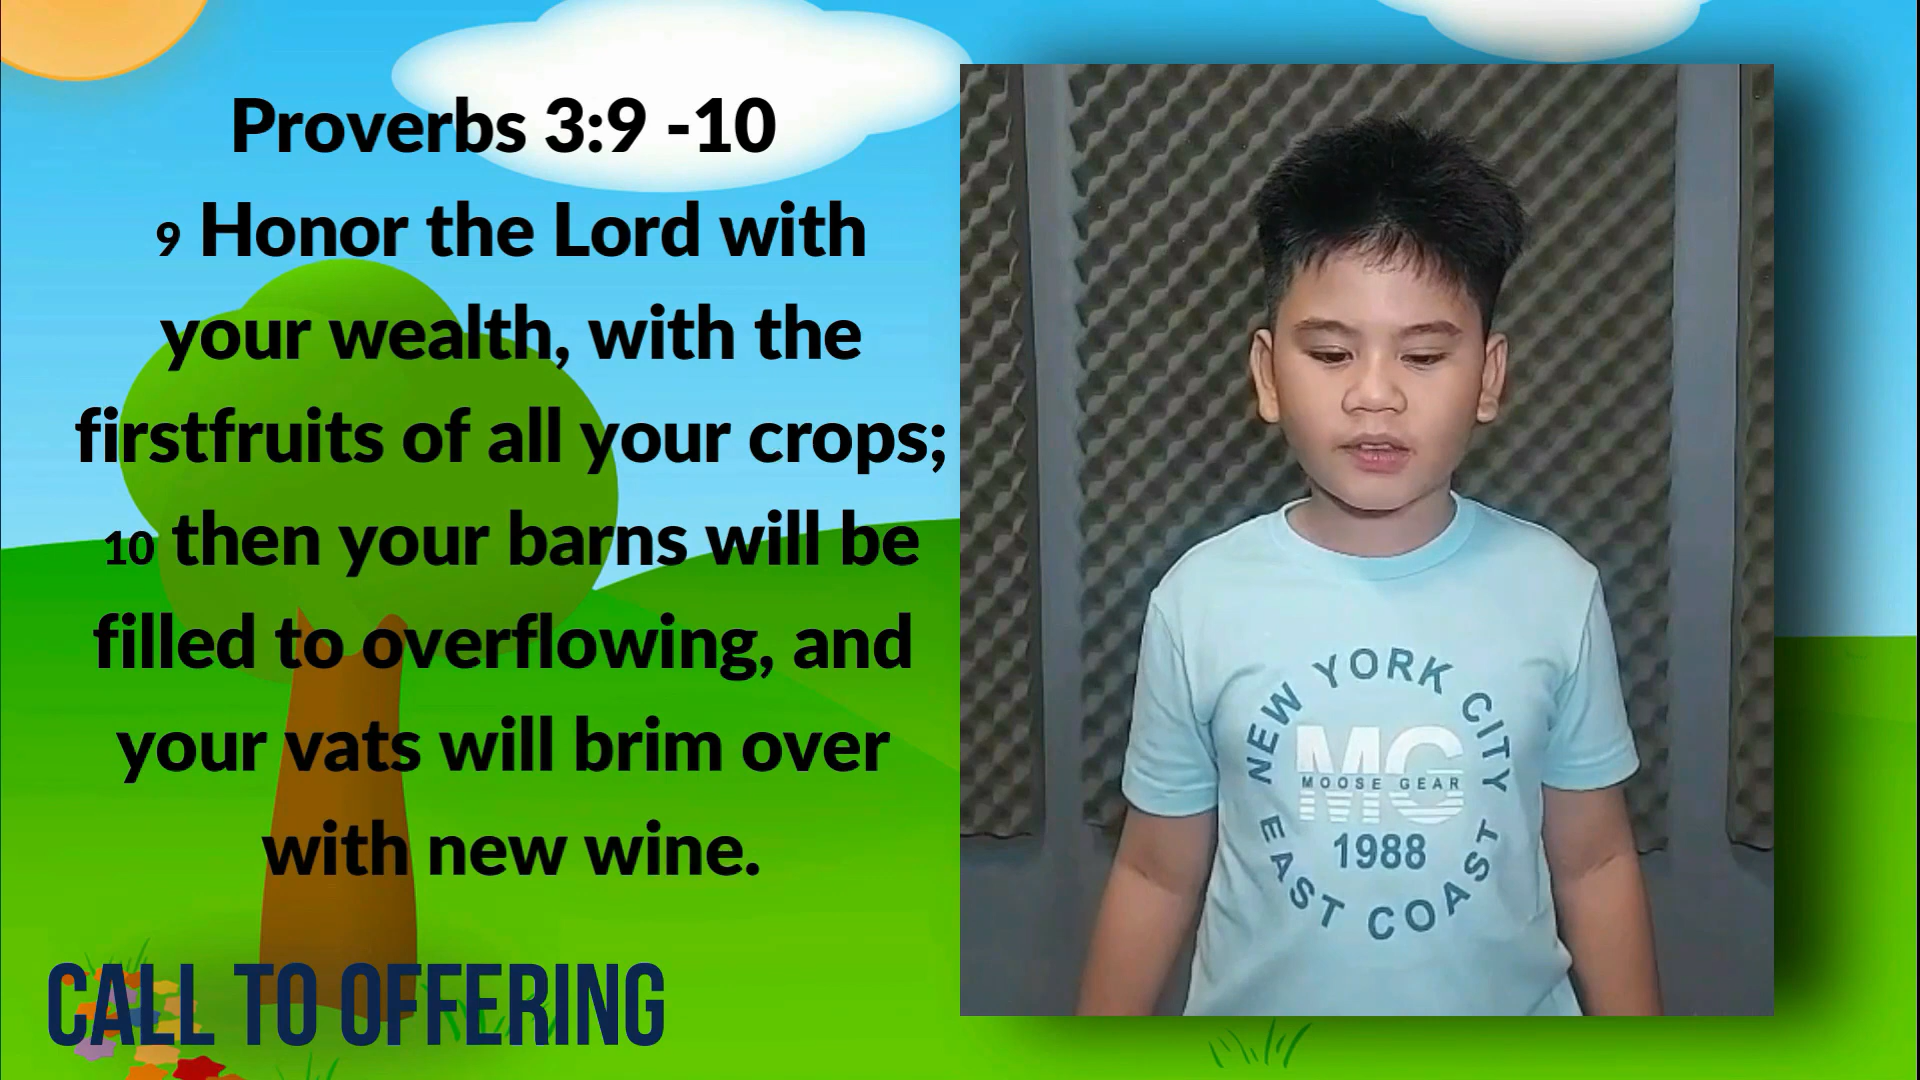 Proverbs 3:9 -10
9 Honor the Lord with
your wealth, with the
firstfruits of all your crops;
10 then your barns will be
filled to overflowing, and
your vats will brim over
with new wine.
CALL TO OFFERING
NEW YORK CITY
MG
MOOSE GEAR
1988
EAST COAST